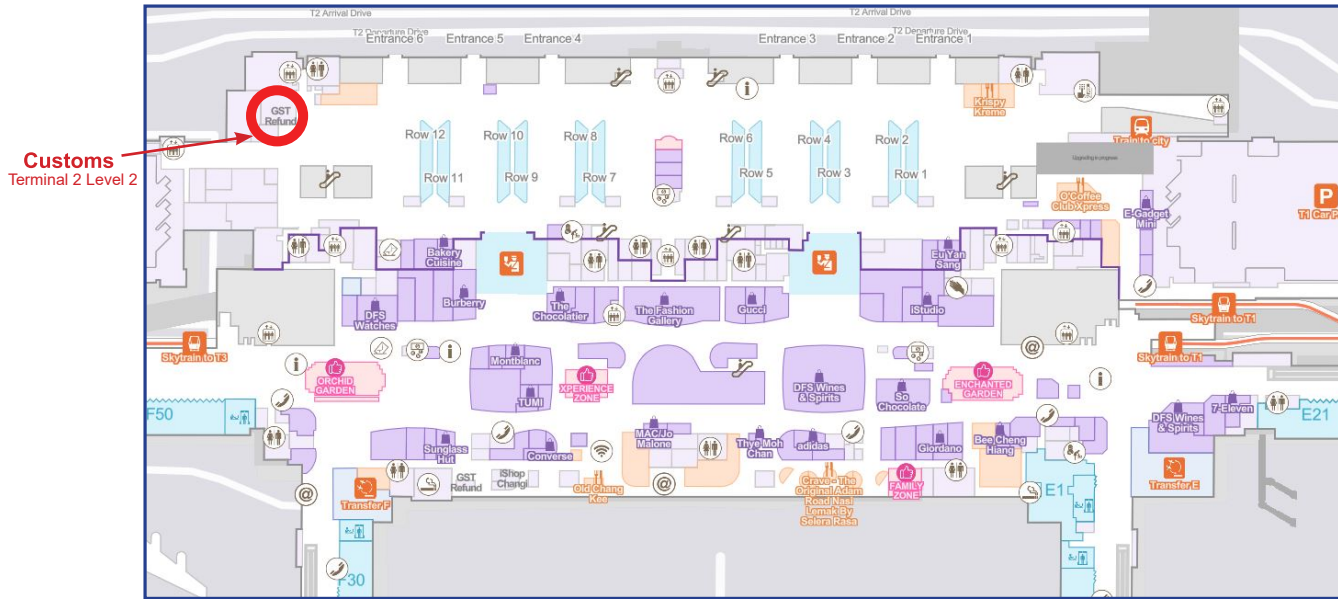 T2 Arrival Drive
T2 Arrival Drive
T2 Departure Drive
T2 Departure Drive
Entrance 6
Entrance 5
Entrance 4
Entrance 3
Entrance 2
Entrance 1
GST
Refund
Krispy
Kreme
Customs
Terminal 2 Level 2
Row 12
Row 10
Row 8
Row 6
Row 4
Row 2
Row 11
Row 9
Row 7
Row 5
Row 3
Row 1
Train to city
Upgrading in progress
O'Coffee
Club Xpress
E-Gadget
Mini
P
T1 Car P
Bakery
Cuisine
Eu Yan
Sang
Burberry
DFS
Watches
The
Chocolatier
The Fashion
Gallery
Gucci
iStudio
Skytrain to T1
Skytrain to T3
Skytrain to T1
i
i
i
i
@
Montblanc
ORCHID
GARDEN
TUMI
XPERIENCE
ZONE
DFS Wines
& Spirits
So
Chocolate
ENCHANTED
GARDEN
F50
DFS Wines
& Spirits
7-Eleven
E21
Sunglass
Hut
Converse
MAC/Jo
Malone
Thye Moh
Chan
adidas
Giordano
Bee Cheng
Hiang
@
Transfer F
GST
Refund
iShop
Changi
Old Chang
Kee
@
Crave - The
Original Adam
Road Nasi
Lemak By
Selera Rasa
FAMILY
ZONE
E1
Transfer E
F30